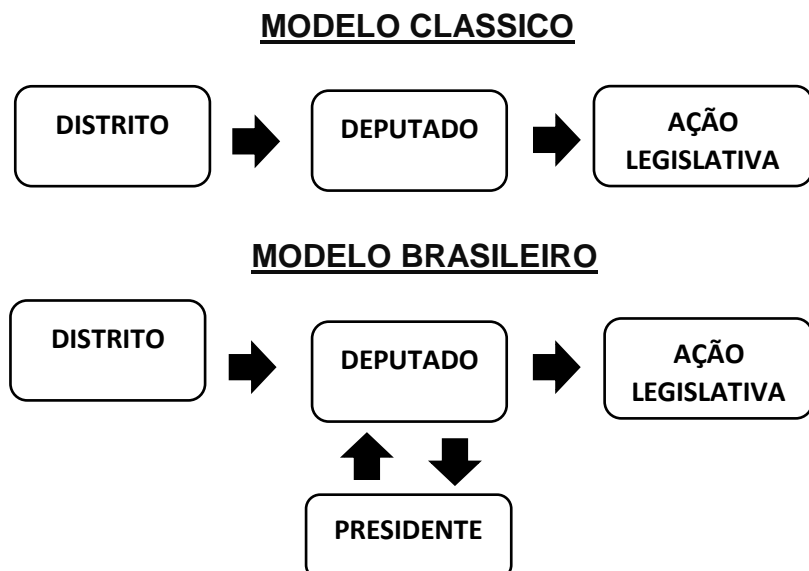 MODELO CLASSICO
DISTRITO
DEPUTADO
AÇÃO
LEGISLATIVA
MODELO BRASILEIRO
DISTRITO
DEPUTADO
AÇÃO
LEGISLATIVA
PRESIDENTE